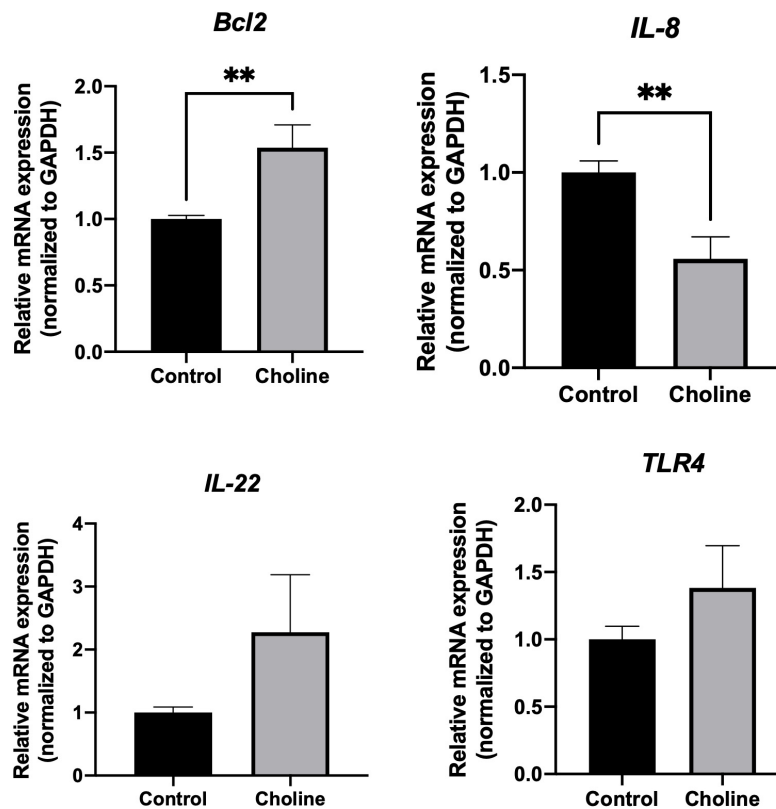 Bcl2
**
Relative mRNA expression
(normalized to GAPDH)
2.0
1.5
1.0
0.5
0.0
Control
Choline
IL-8
**
Relative mRNA expression
(normalized to GAPDH)
1.5
1.0
0.5
0.0
Control
Choline
IL-22
Relative mRNA expression
(normalized to GAPDH)
4
3
2
1
0
Control
Choline
TLR4
Relative mRNA expression
(normalized to GAPDH)
2.0
1.5
1.0
0.5
0.0
Control
Choline